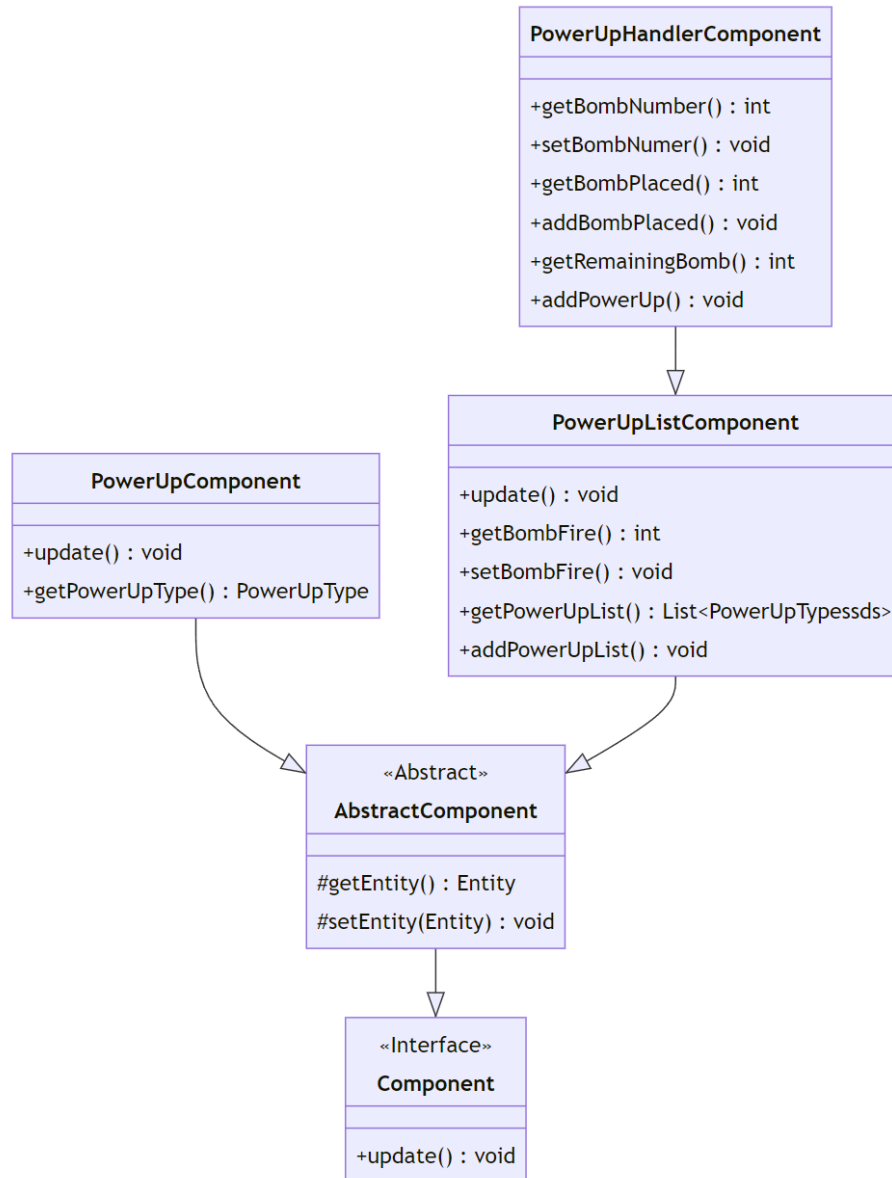 PowerUpHandlerComponent
+getBombNumber() : int
+setBombNumer() : void
+getBombPlaced() : int
+addBombPlaced() : void
+getRemainingBomb() : int
+addPowerUp() : void
PowerUpListComponent
+update() : void
+getBombFire() : int
+setBombFire() : void
+getPowerUpList() : List<PowerUpTypessds>
+addPowerUpList() : void
PowerUpComponent
+update() : void
+getPowerUpType() : PowerUpType
«Abstract»
AbstractComponent
#getEntity() : Entity
#setEntity(Entity) : void
«Interface»
Component
+update() : void